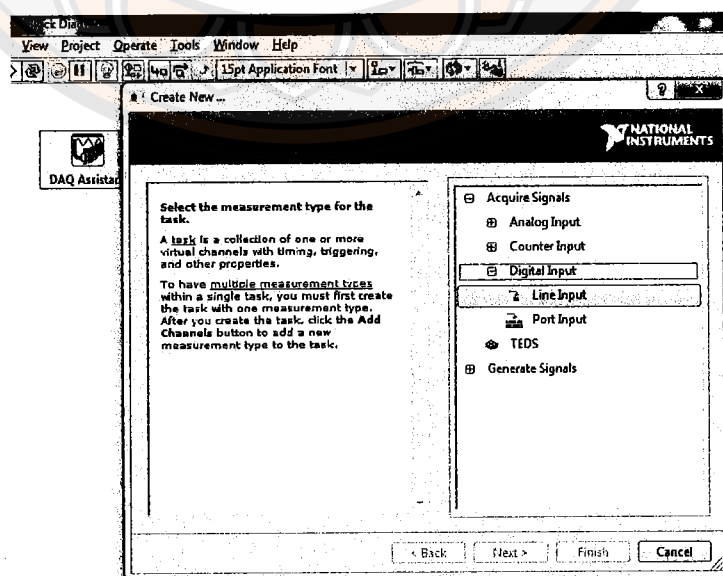 View Project Operate Tools Window Help
15pt Application Font
Create New ...
NATIONAL INSTRUMENTS
DAQ Assistan
Select the measurement type for the
task.
A task is a collection of one or more
virtual channels with timing, triggering,
and other properties.
To have multiple measurement types
within a single task, you must first create
the task with one measurement type.
After you create the task, click the Add
Channels button to add a new
measurement type to the task.
Acquire Signals
Analog Input
Counter Input
Digital Input
Line Input
Port Input
TEDS
Generate Signals
< Back Next > Finish Cancel